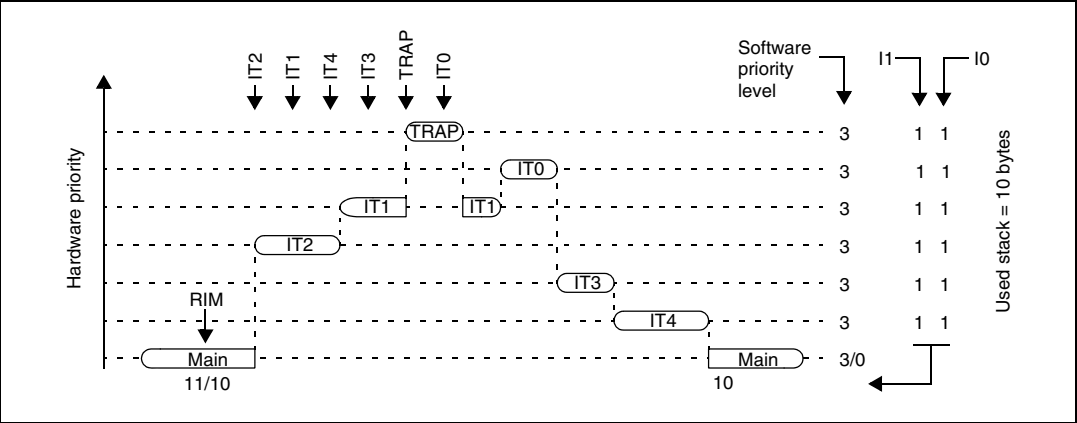 IT2
IT1
IT4
IT3
TRAP
IT0
Software
priority
level
I1
I0
Hardware priority
TRAP
3
1 1
IT0
3
1 1
IT1
IT1
3
1 1
IT2
3
1 1
IT3
3
1 1
RIM
IT4
3
1 1
Main
Main
3/0
11/10
10
Used stack = 10 bytes